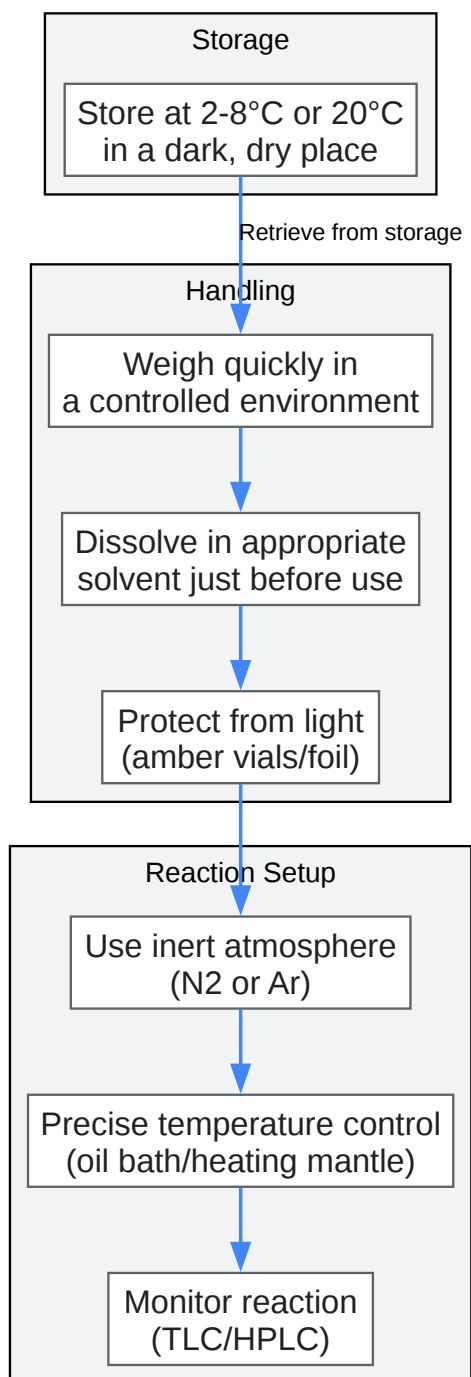 Storage
Store at 2-8°C or 20°C
in a dark, dry place
Retrieve from storage
Handling
Weigh quickly in
a controlled environment
Dissolve in appropriate
solvent just before use
Protect from light
(amber vials/foil)
Reaction Setup
Use inert atmosphere
(N2 or Ar)
Precise temperature control
(oil bath/heating mantle)
Monitor reaction
(TLC/HPLC)